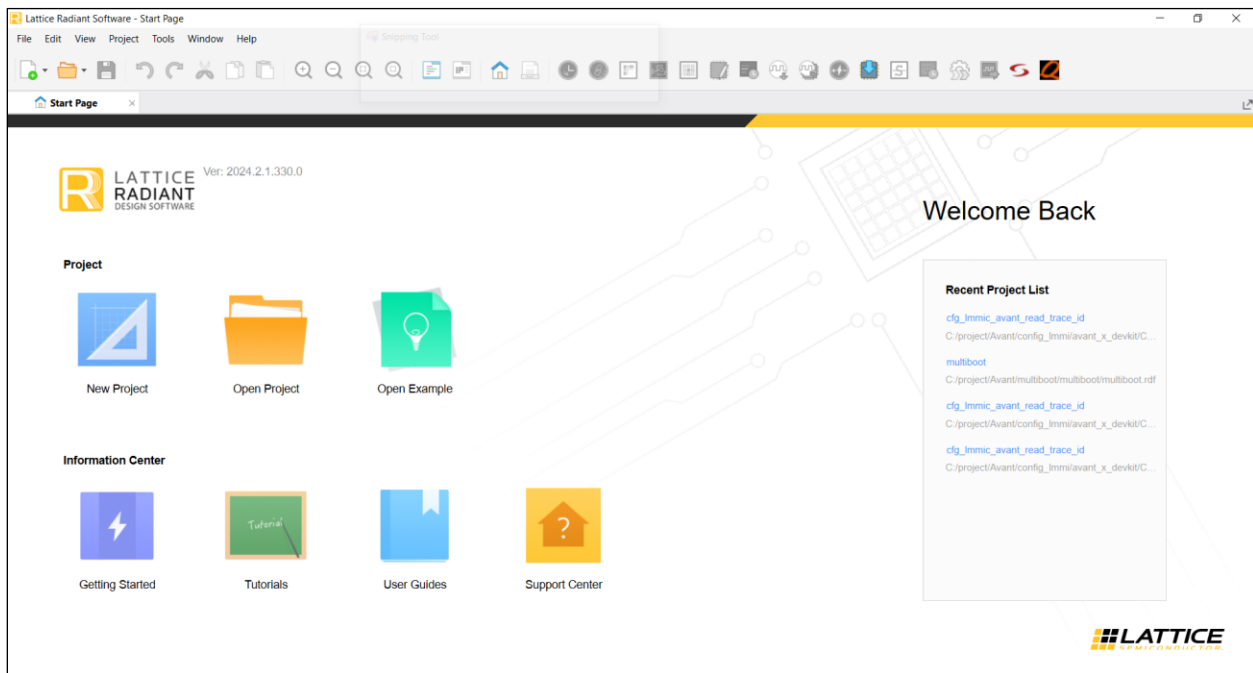 Lattice Radiant Software - Start Page
Snipping Tool
File Edit View Project Tools Window Help
Start Page
LATTICE
RADIANT
DESIGN SOFTWARE
Ver: 2024.2.1.330.0
Welcome Back
Project
New Project
Open Project
Open Example
Recent Project List
cfg_lmmic_avant_read_trace_id
C:/project/Avant/config_lmmi/avant_x_devkit/C...
multiboot
C:/project/Avant/multiboot/multiboot/multiboot.rdf
cfg_lmmic_avant_read_trace_id
C:/project/Avant/config_lmmi/avant_x_devkit/C...
cfg_lmmic_avant_read_trace_id
C:/project/Avant/config_lmmi/avant_x_devkit/C...
Information Center
Tutorial
Getting Started
Tutorials
User Guides
Support Center
LATTICE
SEMICONDUCTOR